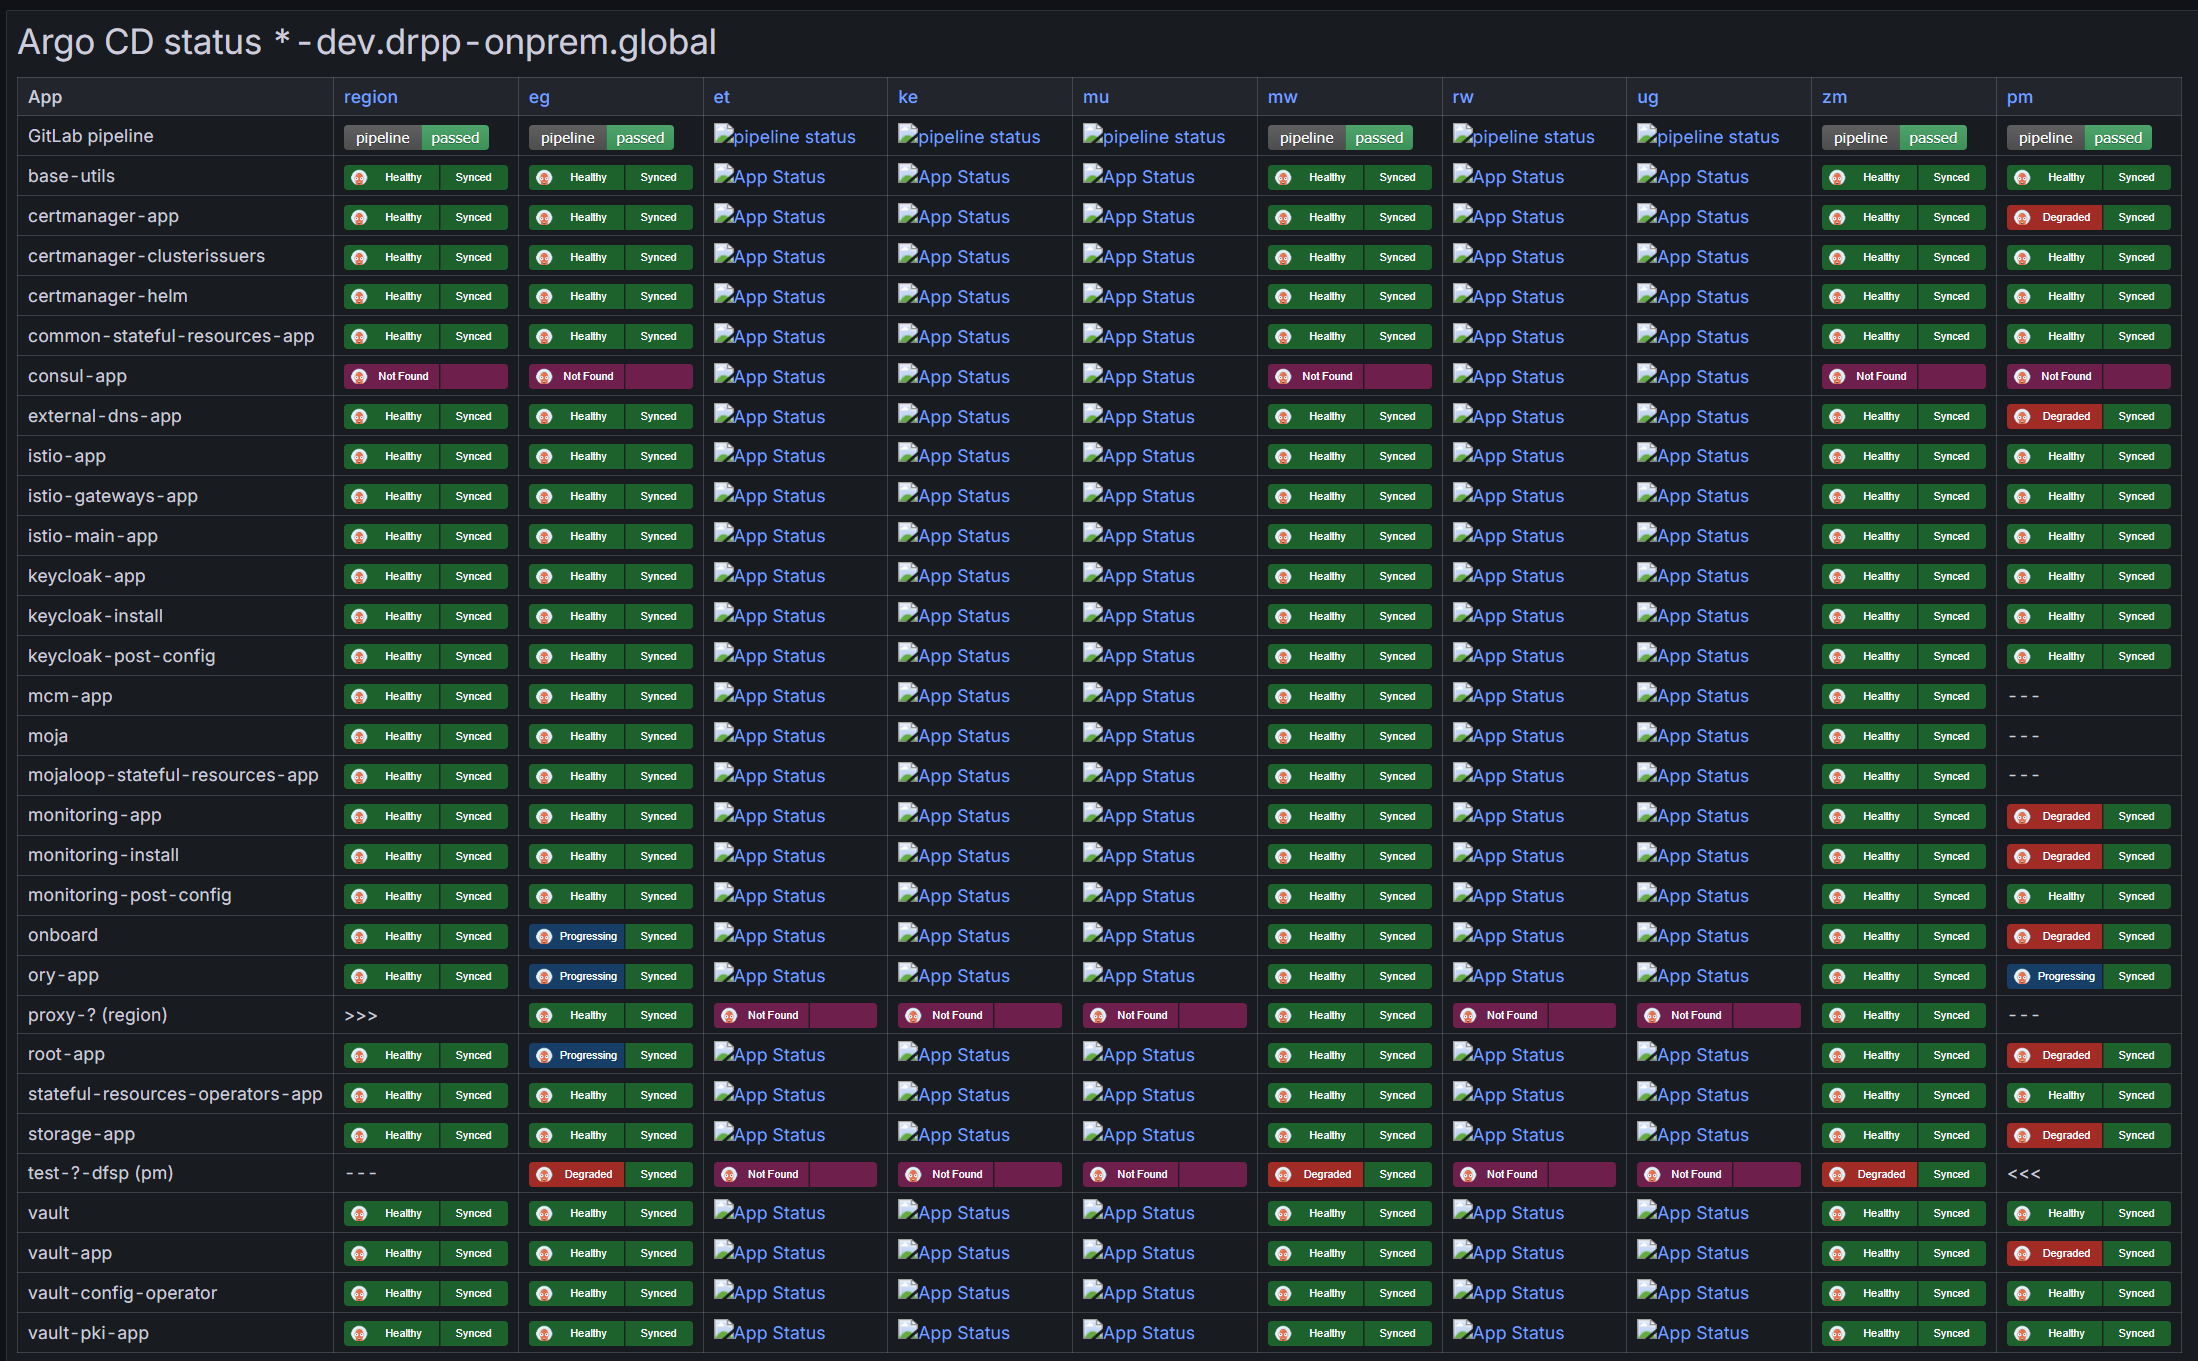 Argo CD status *-dev.drpp-onprem.global
App region eg et ke mu mw rw ug zm pm
GitLab pipeline pipeline passed pipeline passed pipeline status pipeline status pipeline status pipeline passed pipeline status pipeline status pipeline passed pipeline passed
base-utils Healthy Synced Healthy Synced App Status App Status App Status Healthy Synced App Status App Status Healthy Synced Healthy Synced
certmanager-app Healthy Synced Healthy Synced App Status App Status App Status Healthy Synced App Status App Status Healthy Synced Degraded Synced
certmanager-clusterissuers Healthy Synced Healthy Synced App Status App Status App Status Healthy Synced App Status App Status Healthy Synced Healthy Synced
certmanager-helm Healthy Synced Healthy Synced App Status App Status App Status Healthy Synced App Status App Status Healthy Synced Healthy Synced
common-stateful-resources-app Healthy Synced Healthy Synced App Status App Status App Status Healthy Synced App Status App Status Healthy Synced Healthy Synced
consul-app Not Found Not Found App Status App Status App Status Not Found App Status App Status Not Found Not Found
external-dns-app Healthy Synced Healthy Synced App Status App Status App Status Healthy Synced App Status App Status Healthy Synced Degraded Synced
istio-app Healthy Synced Healthy Synced App Status App Status App Status Healthy Synced App Status App Status Healthy Synced Healthy Synced
istio-gateways-app Healthy Synced Healthy Synced App Status App Status App Status Healthy Synced App Status App Status Healthy Synced Healthy Synced
istio-main-app Healthy Synced Healthy Synced App Status App Status App Status Healthy Synced App Status App Status Healthy Synced Healthy Synced
keycloak-app Healthy Synced Healthy Synced App Status App Status App Status Healthy Synced App Status App Status Healthy Synced Healthy Synced
keycloak-install Healthy Synced Healthy Synced App Status App Status App Status Healthy Synced App Status App Status Healthy Synced Healthy Synced
keycloak-post-config Healthy Synced Healthy Synced App Status App Status App Status Healthy Synced App Status App Status Healthy Synced Healthy Synced
mcm-app Healthy Synced Healthy Synced App Status App Status App Status Healthy Synced App Status App Status Healthy Synced ---
moja Healthy Synced Healthy Synced App Status App Status App Status Healthy Synced App Status App Status Healthy Synced ---
mojaloop-stateful-resources-app Healthy Synced Healthy Synced App Status App Status App Status Healthy Synced App Status App Status Healthy Synced ---
monitoring-app Healthy Synced Healthy Synced App Status App Status App Status Healthy Synced App Status App Status Healthy Synced Degraded Synced
monitoring-install Healthy Synced Healthy Synced App Status App Status App Status Healthy Synced App Status App Status Healthy Synced Degraded Synced
monitoring-post-config Healthy Synced Healthy Synced App Status App Status App Status Healthy Synced App Status App Status Healthy Synced Healthy Synced
onboard Healthy Synced Progressing Synced App Status App Status App Status Healthy Synced App Status App Status Healthy Synced Degraded Synced
ory-app Healthy Synced Progressing Synced App Status App Status App Status Healthy Synced App Status App Status Healthy Synced Progressing Synced
proxy-? (region) >>> Healthy Synced Not Found Not Found Not Found Healthy Synced Not Found Not Found Healthy Synced ---
root-app Healthy Synced Progressing Synced App Status App Status App Status Healthy Synced App Status App Status Healthy Synced Degraded Synced
stateful-resources-operators-app Healthy Synced Healthy Synced App Status App Status App Status Healthy Synced App Status App Status Healthy Synced Healthy Synced
storage-app Healthy Synced Healthy Synced App Status App Status App Status Healthy Synced App Status App Status Healthy Synced Degraded Synced
test-?-dfsp (pm) --- Degraded Synced Not Found Not Found Not Found Degraded Synced Not Found Not Found Degraded Synced <<<
vault Healthy Synced Healthy Synced App Status App Status App Status Healthy Synced App Status App Status Healthy Synced Healthy Synced
vault-app Healthy Synced Healthy Synced App Status App Status App Status Healthy Synced App Status App Status Healthy Synced Degraded Synced
vault-config-operator Healthy Synced Healthy Synced App Status App Status App Status Healthy Synced App Status App Status Healthy Synced Healthy Synced
vault-pki-app Healthy Synced Healthy Synced App Status App Status App Status Healthy Synced App Status App Status Healthy Synced Healthy Synced